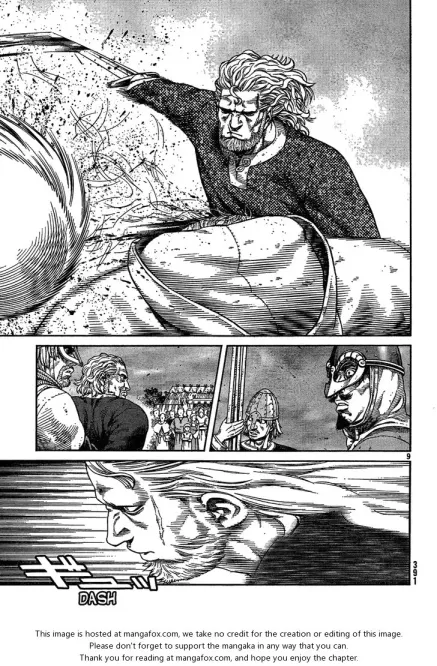 9
ギュッ
DASH
391
This image is hosted at mangafox.com, we take no credit for the creation or editing of this image.
Please don't forget to support the mangaka in any way that you can.
Thank you for reading at mangafox.com, and hope you enjoy the chapter.